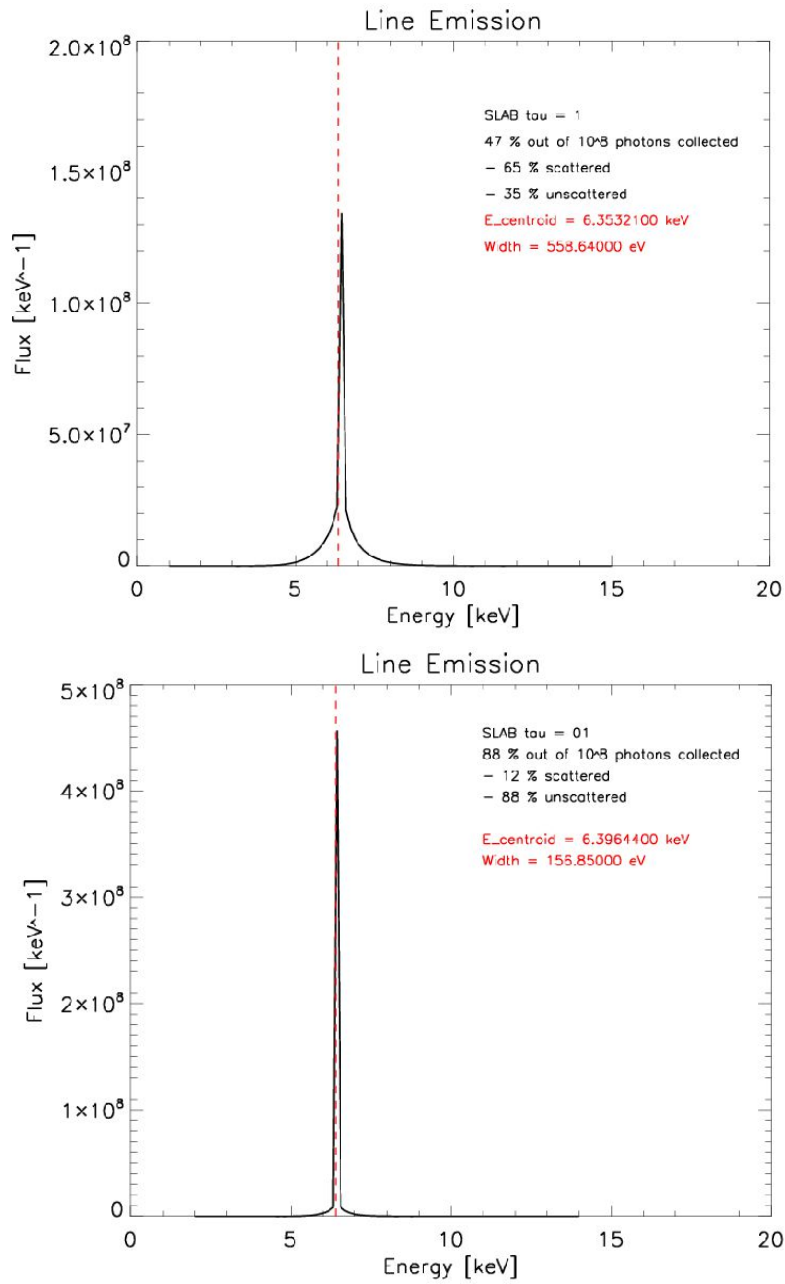 Line Emission
2.0×10⁸
1.5×10⁸
1.0×10⁸
5.0×10⁷
0
Flux [keV^-1]
SLAB tau = 1
47 % out of 10^8 photons collected
- 65 % scattered
- 35 % unscattered
E_centroid = 6.3532100 keV
Width = 558.64000 eV
0 5 10 15 20
Energy [keV]
Line Emission
5×10⁸
4×10⁸
3×10⁸
2×10⁸
1×10⁸
0
Flux [keV^-1]
SLAB tau = 01
88 % out of 10^8 photons collected
- 12 % scattered
- 88 % unscattered
E_centroid = 6.3964400 keV
Width = 156.85000 eV
0 5 10 15 20
Energy [keV]